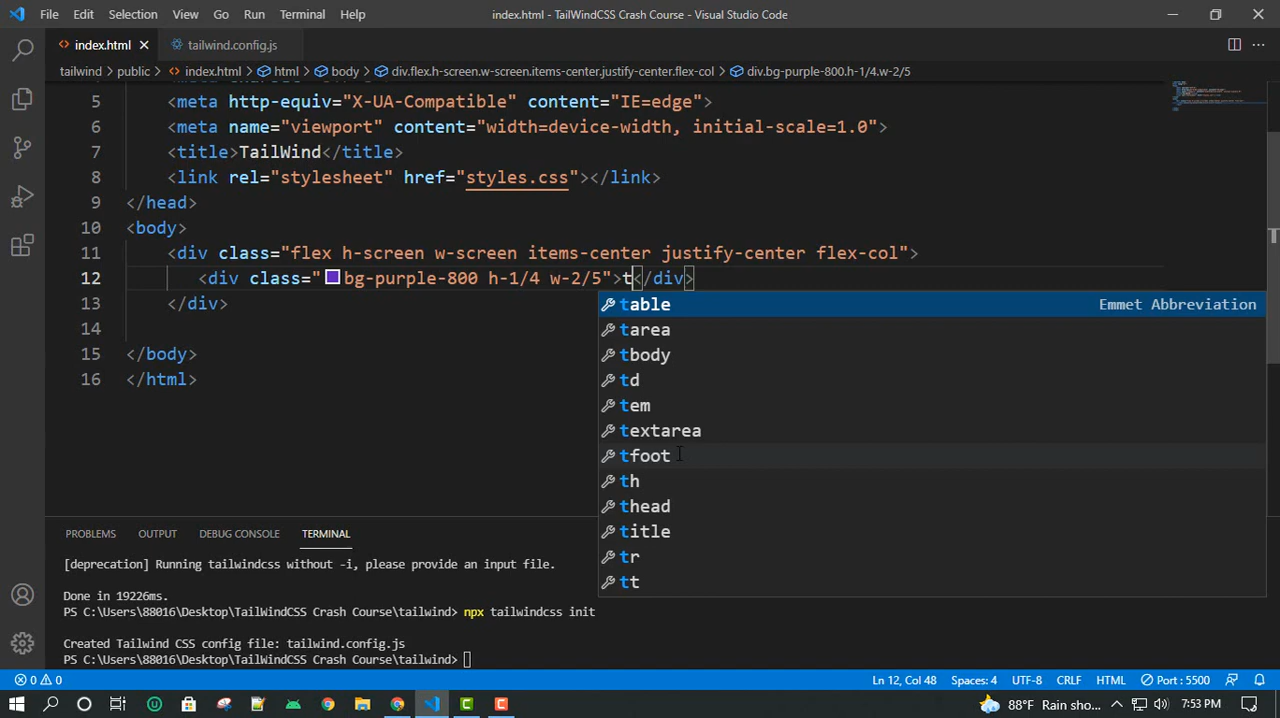 File Edit Selection View Go Run Terminal Help index.html - TailWindCSS Crash Course - Visual Studio Code
index.html tailwind.config.js
tailwind > public > index.html > html > body > div.flex.h-screen.w-screen.items-center.justify-center.flex-col > div.bg-purple-800.h-1/4.w-2/5
5 <meta http-equiv="X-UA-Compatible" content="IE=edge">
6 <meta name="viewport" content="width=device-width, initial-scale=1.0">
7 <title>TailWind</title>
8 <link rel="stylesheet" href="styles.css"></link>
9 </head>
10 <body>
11 <div class="flex h-screen w-screen items-center justify-center flex-col">
12 <div class="bg-purple-800 h-1/4 w-2/5">t</div>
13 </div>
14
15 </body>
16 </html>
table Emmet Abbreviation
tarea
tbody
td
tem
textarea
tfoot
th
thead
title
tr
tt
PROBLEMS OUTPUT DEBUG CONSOLE TERMINAL
[deprecation] Running tailwindcss without -i, please provide an input file.
Done in 19226ms.
PS C:\Users\88016\Desktop\TailWindCSS Crash Course\tailwind> npx tailwindcss init
Created Tailwind CSS config file: tailwind.config.js
PS C:\Users\88016\Desktop\TailWindCSS Crash Course\tailwind>
0 0 Ln 12, Col 48 Spaces: 4 UTF-8 CRLF HTML Port : 5500
88°F Rain sho... 7:53 PM